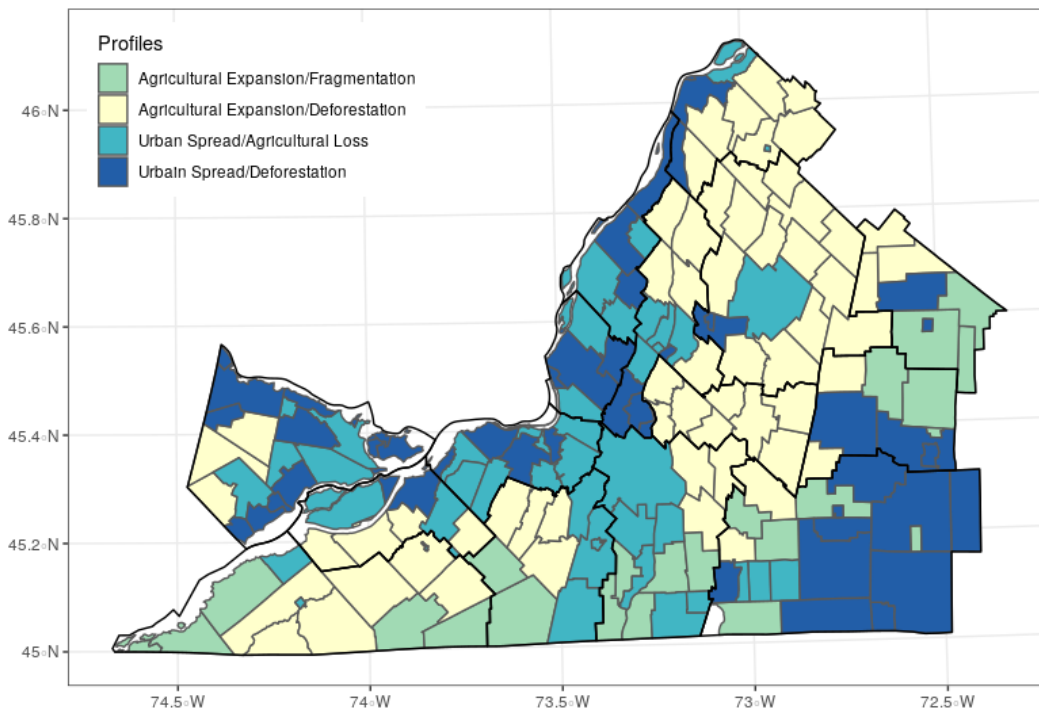 Profiles
Agricultural Expansion/Fragmentation
Agricultural Expansion/Deforestation
Urban Spread/Agricultural Loss
Urbain Spread/Deforestation
46°N
45.8°N
45.6°N
45.4°N
45.2°N
45°N
74.5°W 74°W 73.5°W 73°W 72.5°W